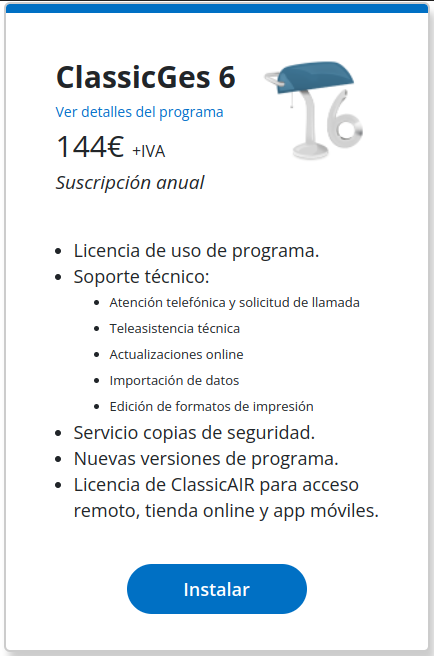 ClassicGes 6
Ver detalles del programa
144€ +IVA
Suscripción anual
6
Licencia de uso de programa.
Soporte técnico:
Atención telefónica y solicitud de llamada
Teleasistencia técnica
Actualizaciones online
Importación de datos
Edición de formatos de impresión
Servicio copias de seguridad.
Nuevas versiones de programa.
Licencia de ClassicAIR para acceso
remoto, tienda online y app móviles.
Instalar